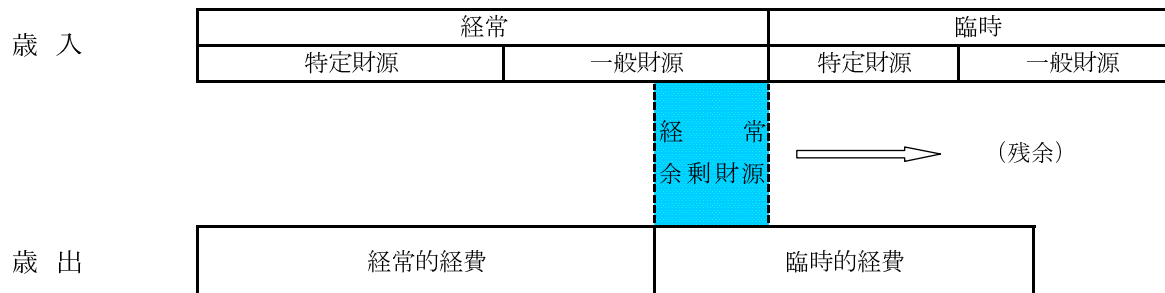 歳入
経常 臨時
特定財源 一般財源 特定財源 一般財源
経常
余剰財源
（残余）
歳出
経常的経費 臨時的経費